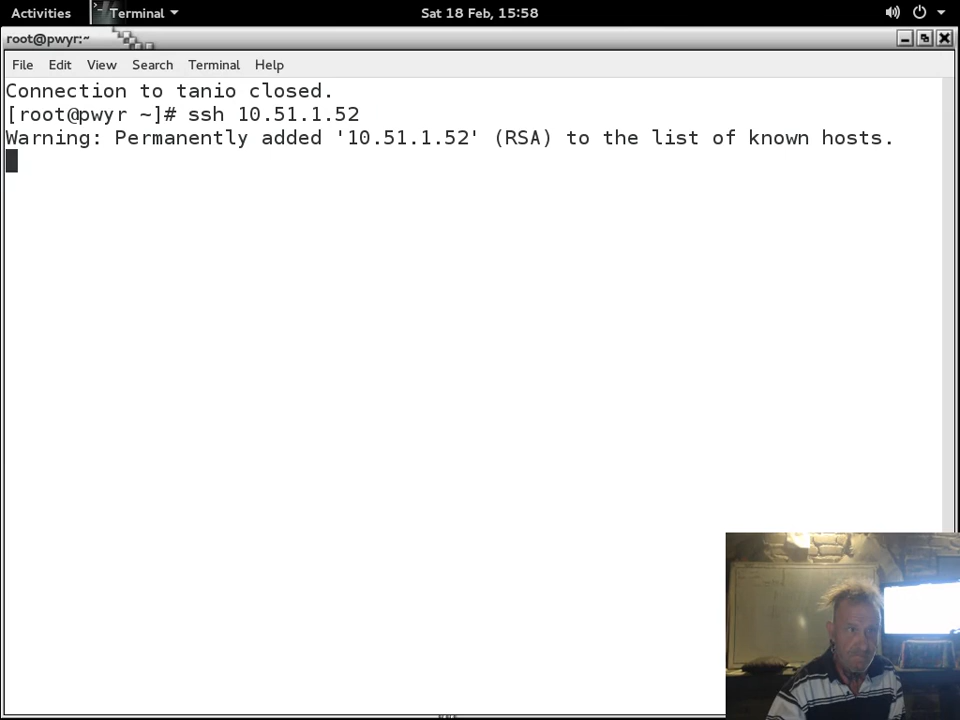 Activities Terminal Sat 18 Feb, 15:58
root@pwyr:~
File Edit View Search Terminal Help
Connection to tanio closed.
[root@pwyr ~]# ssh 10.51.1.52
Warning: Permanently added '10.51.1.52' (RSA) to the list of known hosts.